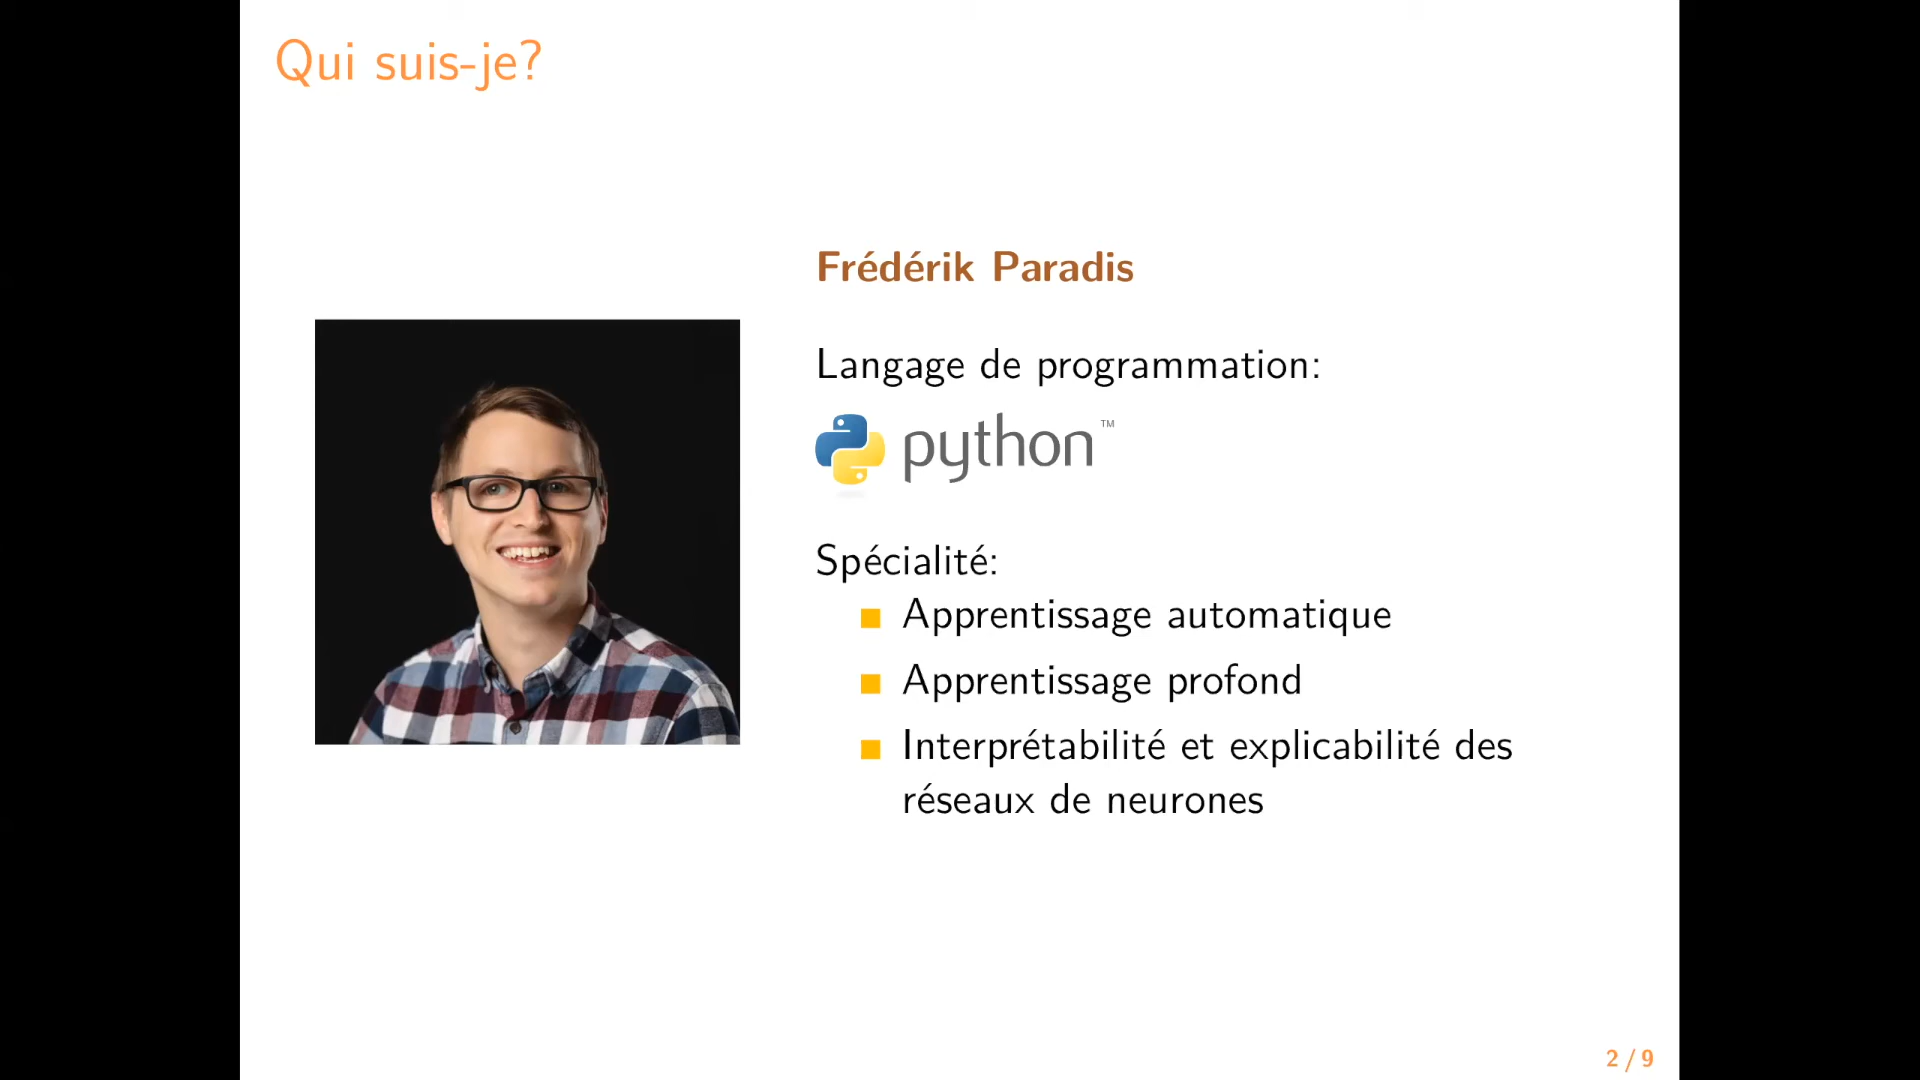 Qui suis-je?
Frédérik Paradis
Langage de programmation:
python™
Spécialité:
Apprentissage automatique
Apprentissage profond
Interprétabilité et explicabilité des
réseaux de neurones
2 / 9